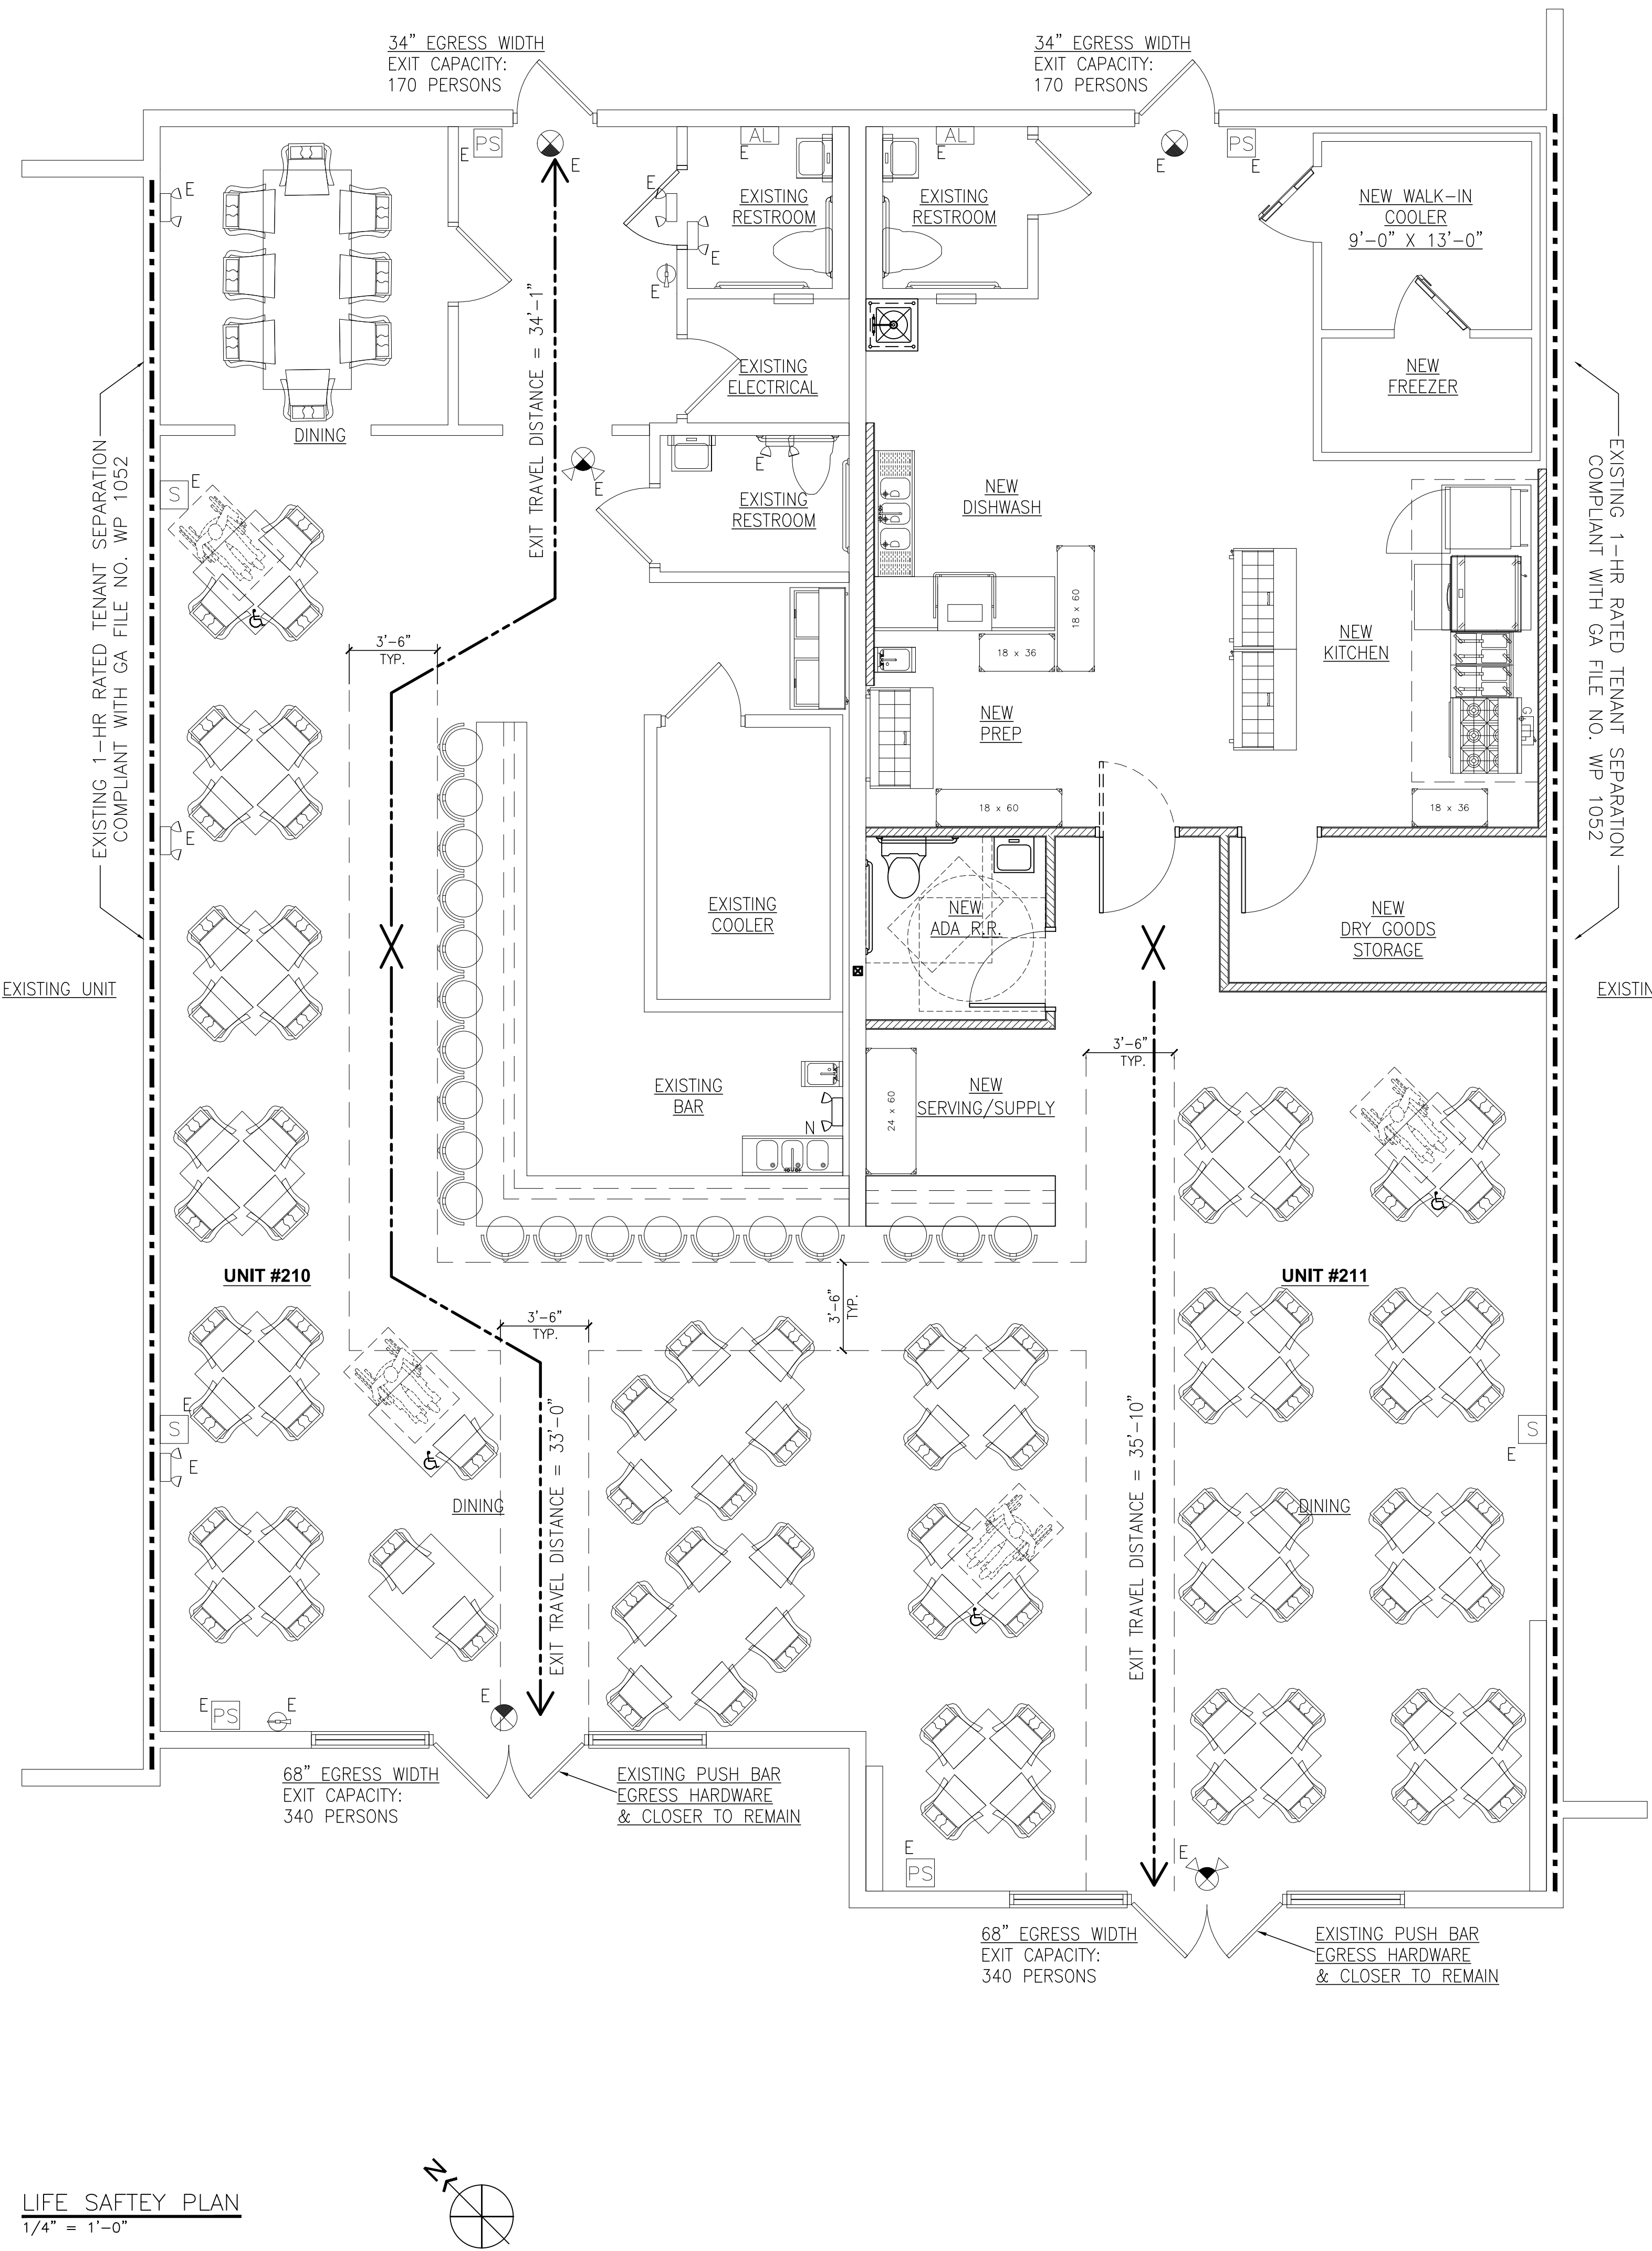 34” EGRESS WIDTH
EXIT CAPACITY:
170 PERSONS
34” EGRESS WIDTH
EXIT CAPACITY:
170 PERSONS
PS
E
E
AL
E
AL
E
E
PS
E
E
E
E
E
EXISTING
RESTROOM
EXISTING
RESTROOM
NEW WALK-IN
COOLER
9’-0” X 13’-0”
EXIT TRAVEL DISTANCE = 34’-1”
EXISTING
ELECTRICAL
NEW
FREEZER
DINING
EXISTING 1-HR RATED TENANT SEPARATION
COMPLIANT WITH GA FILE NO. WP 1052
EXISTING 1-HR RATED TENANT SEPARATION
COMPLIANT WITH GA FILE NO. WP 1052
S
E
E
E
EXISTING
RESTROOM
NEW
DISHWASH
18 x 60
18 x 36
3’-6”
TYP.
NEW
KITCHEN
G
NEW
PREP
18 x 60
18 x 36
E
EXISTING
COOLER
NEW
ADA R.R.
NEW
DRY GOODS
STORAGE
EXISTING UNIT
EXISTIN
3’-6”
TYP.
EXISTING
BAR
N
24 x 60
NEW
SERVING/SUPPLY
UNIT #210
UNIT #211
3’-6”
TYP.
3’-6”
TYP.
E
S
E
S
E
DINING
DINING
EXIT TRAVEL DISTANCE = 33’-0”
EXIT TRAVEL DISTANCE = 35’-10”
E
PS
E
E
68” EGRESS WIDTH
EXIT CAPACITY:
340 PERSONS
EXISTING PUSH BAR
EGRESS HARDWARE
& CLOSER TO REMAIN
E
PS
E
68” EGRESS WIDTH
EXIT CAPACITY:
340 PERSONS
EXISTING PUSH BAR
EGRESS HARDWARE
& CLOSER TO REMAIN
N
LIFE SAFTEY PLAN
1/4” = 1’-0”